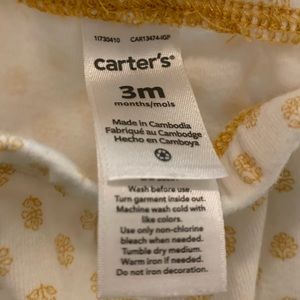 1I730410 CAR13474-IGP
carter's®
3m
months/mois
Made in Cambodia
Fabriqué au Cambodge
Hecho en Camboya
Wash before use.
Turn garment inside out.
Machine wash cold with
like colors.
Use only non-chlorine
bleach when needed.
Tumble dry medium.
Warm iron if needed.
Do not iron decoration.